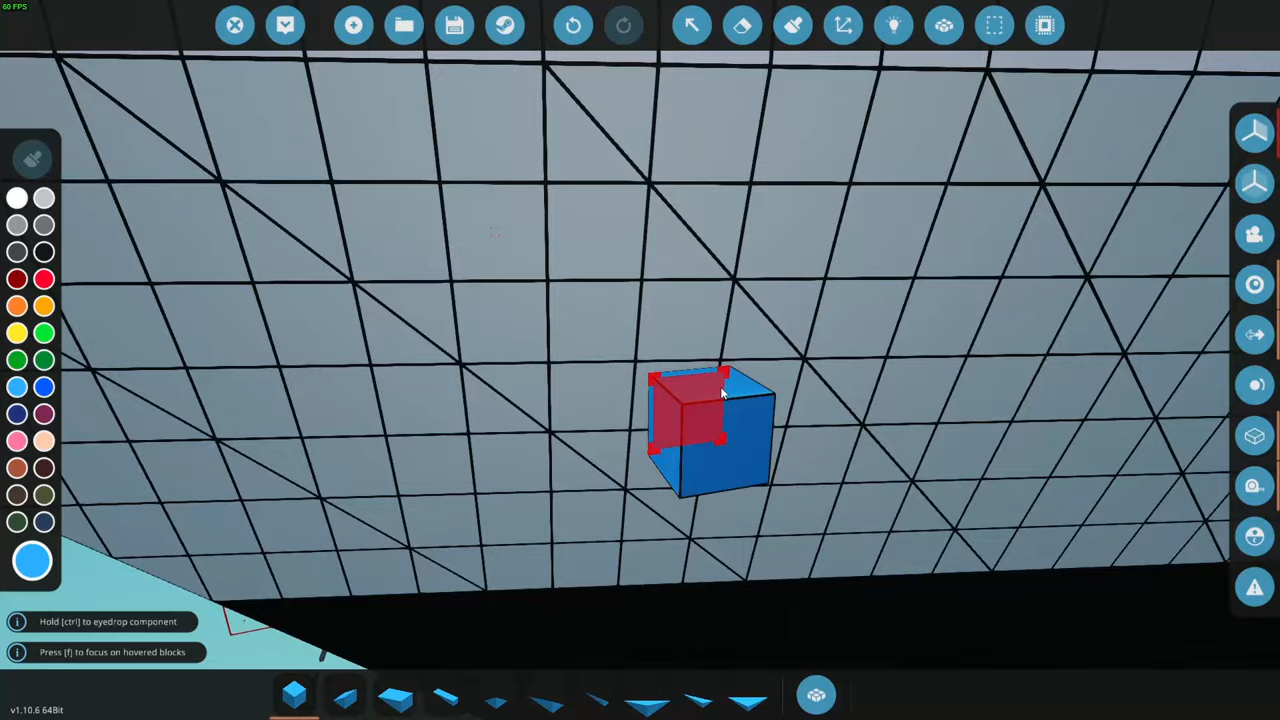 60 FPS
Hold [ctrl] to eyedrop component
Press [f] to focus on hovered blocks
v1.10.6 64Bit